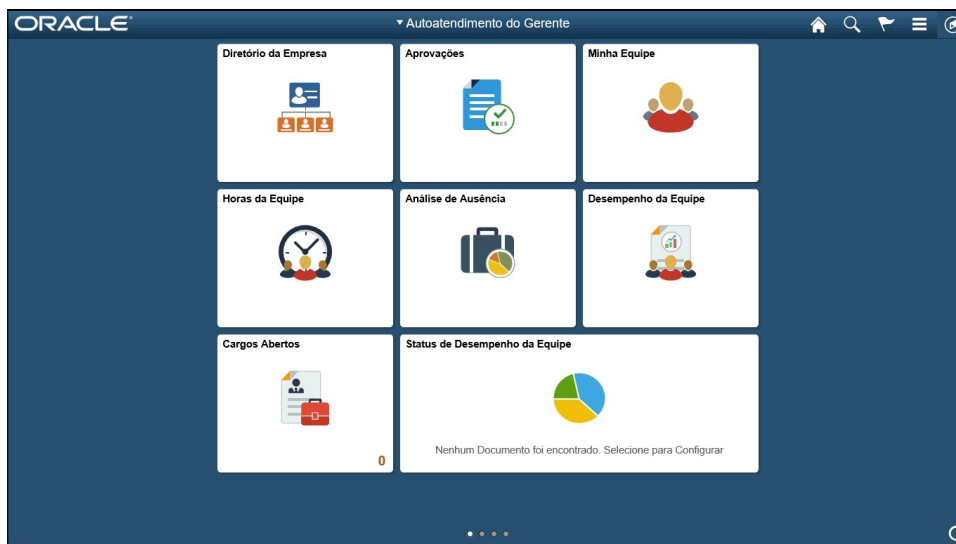 ORACLE
Autoatendimento do Gerente
Diretório da Empresa
Aprovações
Minha Equipe
Horas da Equipe
Análise de Ausência
Desempenho da Equipe
Cargos Abertos
0
Status de Desempenho da Equipe
Nenhum Documento foi encontrado. Selecione para Configurar